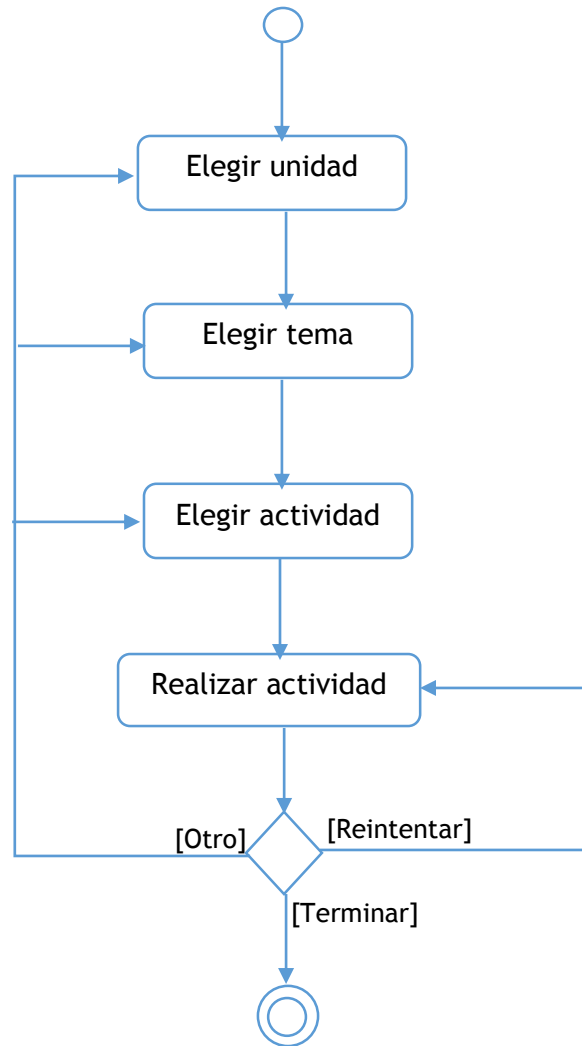 Elegir unidad
Elegir tema
Elegir actividad
Realizar actividad
[Otro]
[Reintentar]
[Terminar]